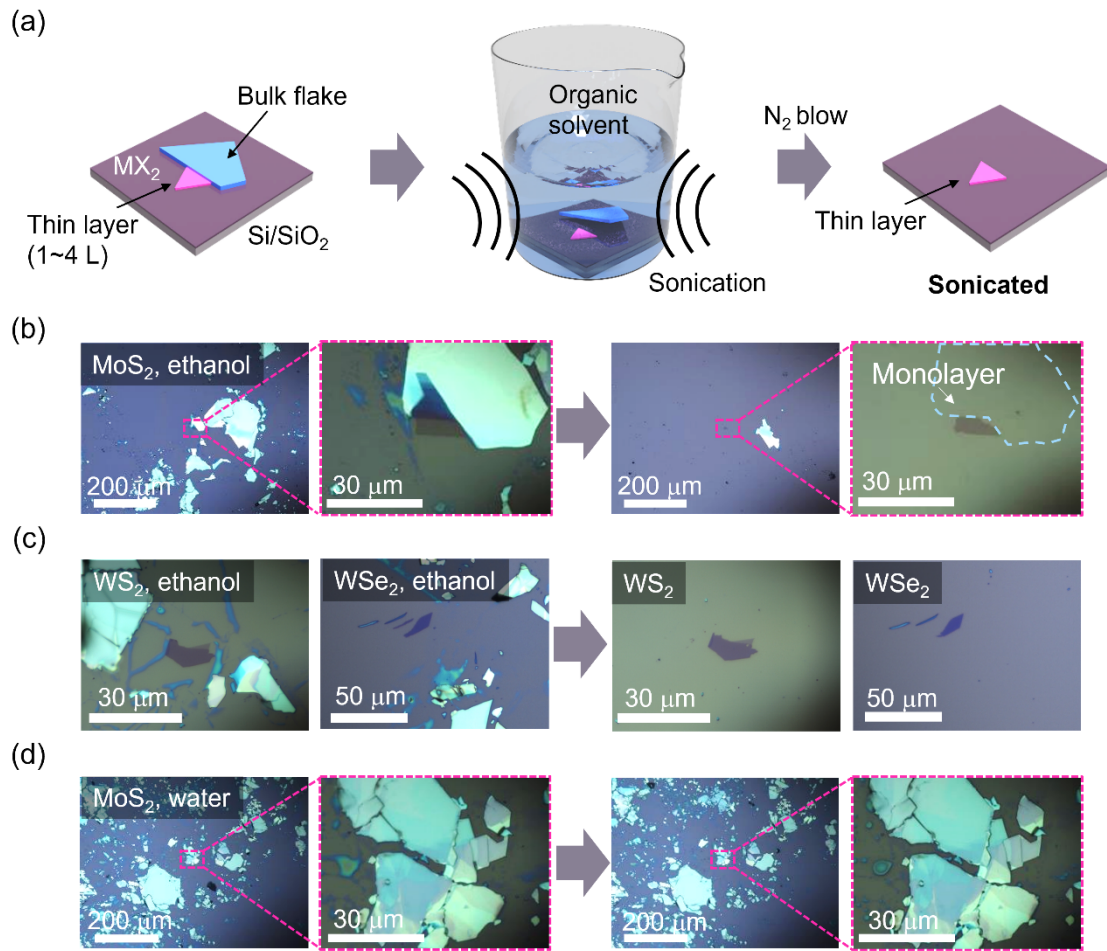 (a)
Bulk flake
MX₂
Thin layer
(1~4 L)
Si/SiO₂
Organic
solvent
Sonication
N₂ blow
Thin layer
Sonicated
(b)
MoS₂, ethanol
200 μm
30 μm
200 μm
Monolayer
30 μm
(c)
WS₂, ethanol
30 μm
WSe₂, ethanol
50 μm
WS₂
30 μm
WSe₂
50 μm
(d)
MoS₂, water
200 μm
30 μm
200 μm
30 μm